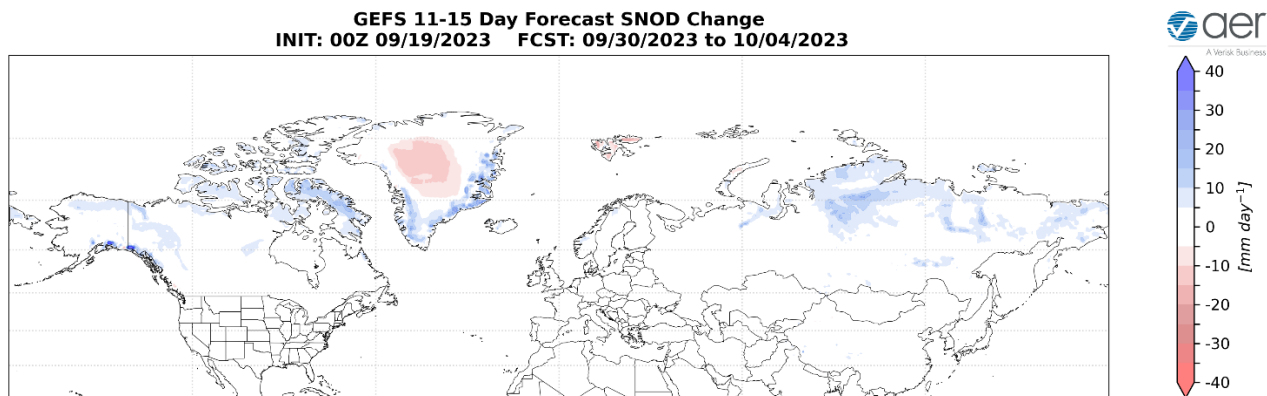 GEFS 11-15 Day Forecast SNOD Change
INIT: 00Z 09/19/2023 FCST: 09/30/2023 to 10/04/2023
aer
A Verisk Business
40
30
20
10
0
-10
-20
-30
-40
[mm day⁻¹]